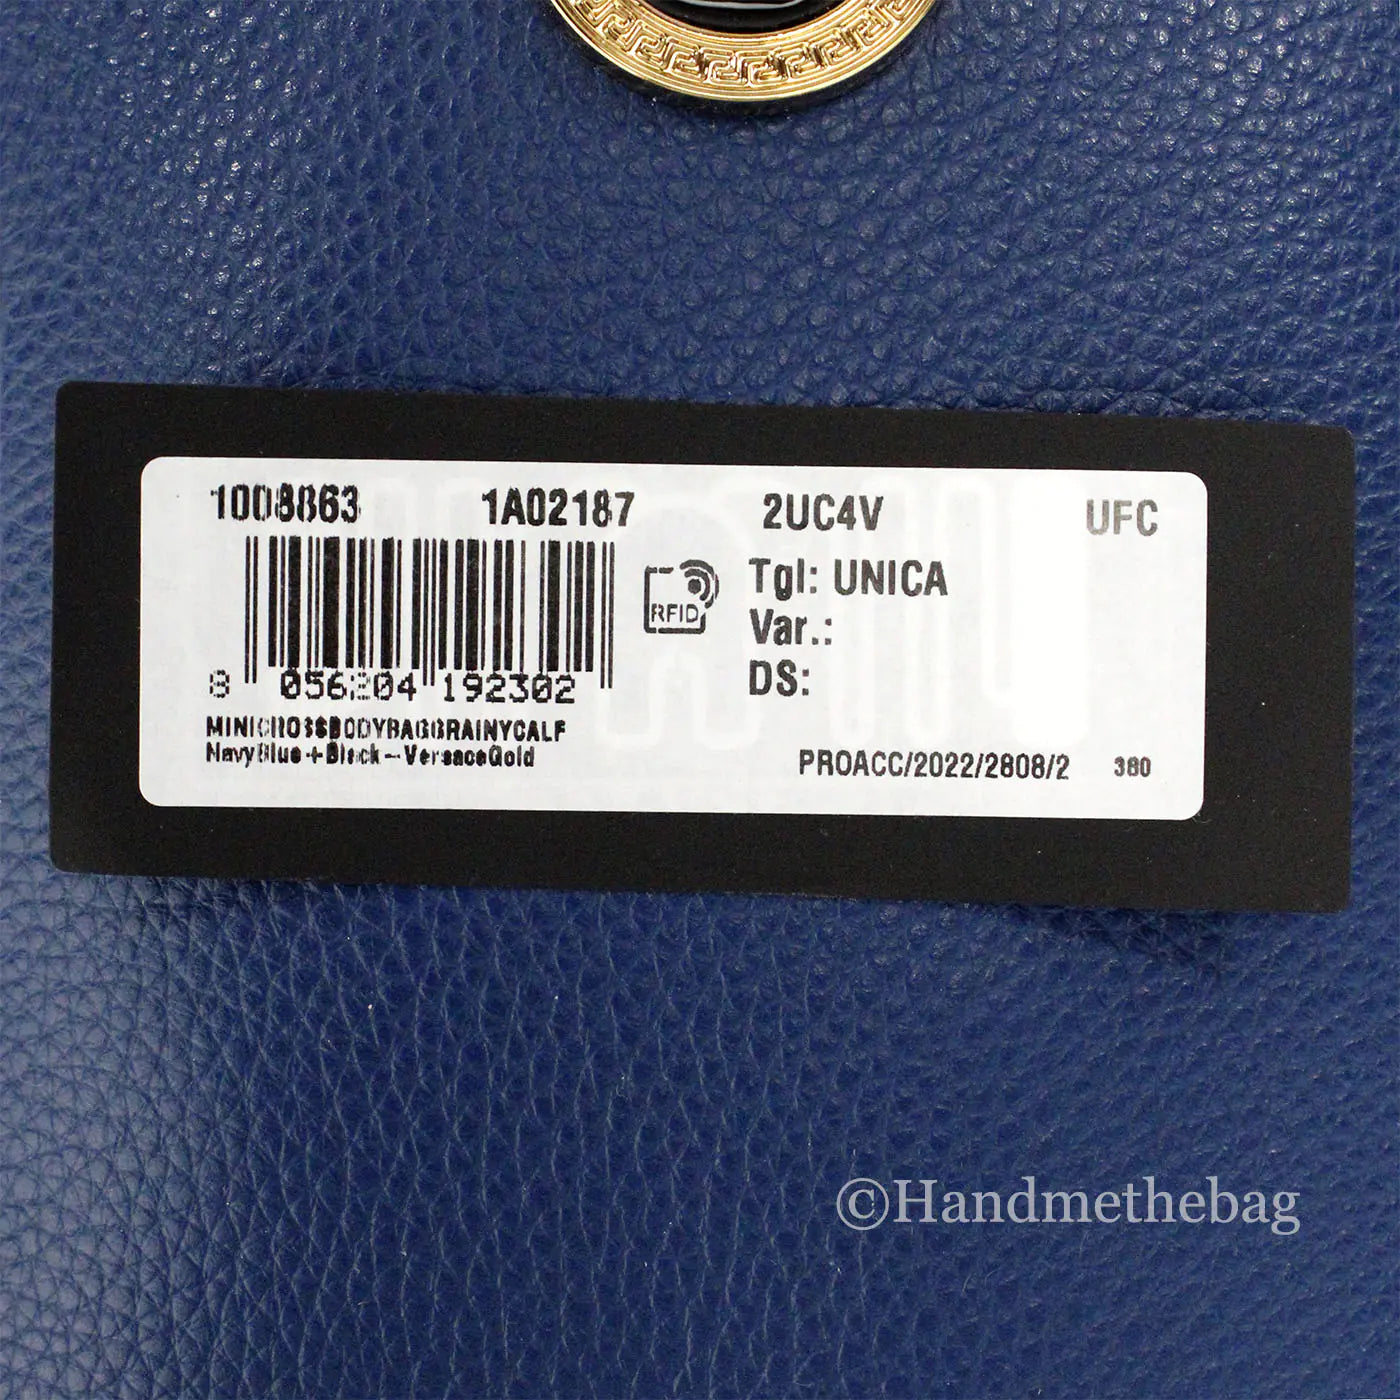 1008863 1A02187 2UC4V UFC
RFID
Tgl: UNICA
Var.:
DS:
8 056204 192302
MINICROSSBODYBAGGRAINYCALF
NavyBlue+Black--VersaceGold
PROACC/2022/2808/2 380
©Handmethebag